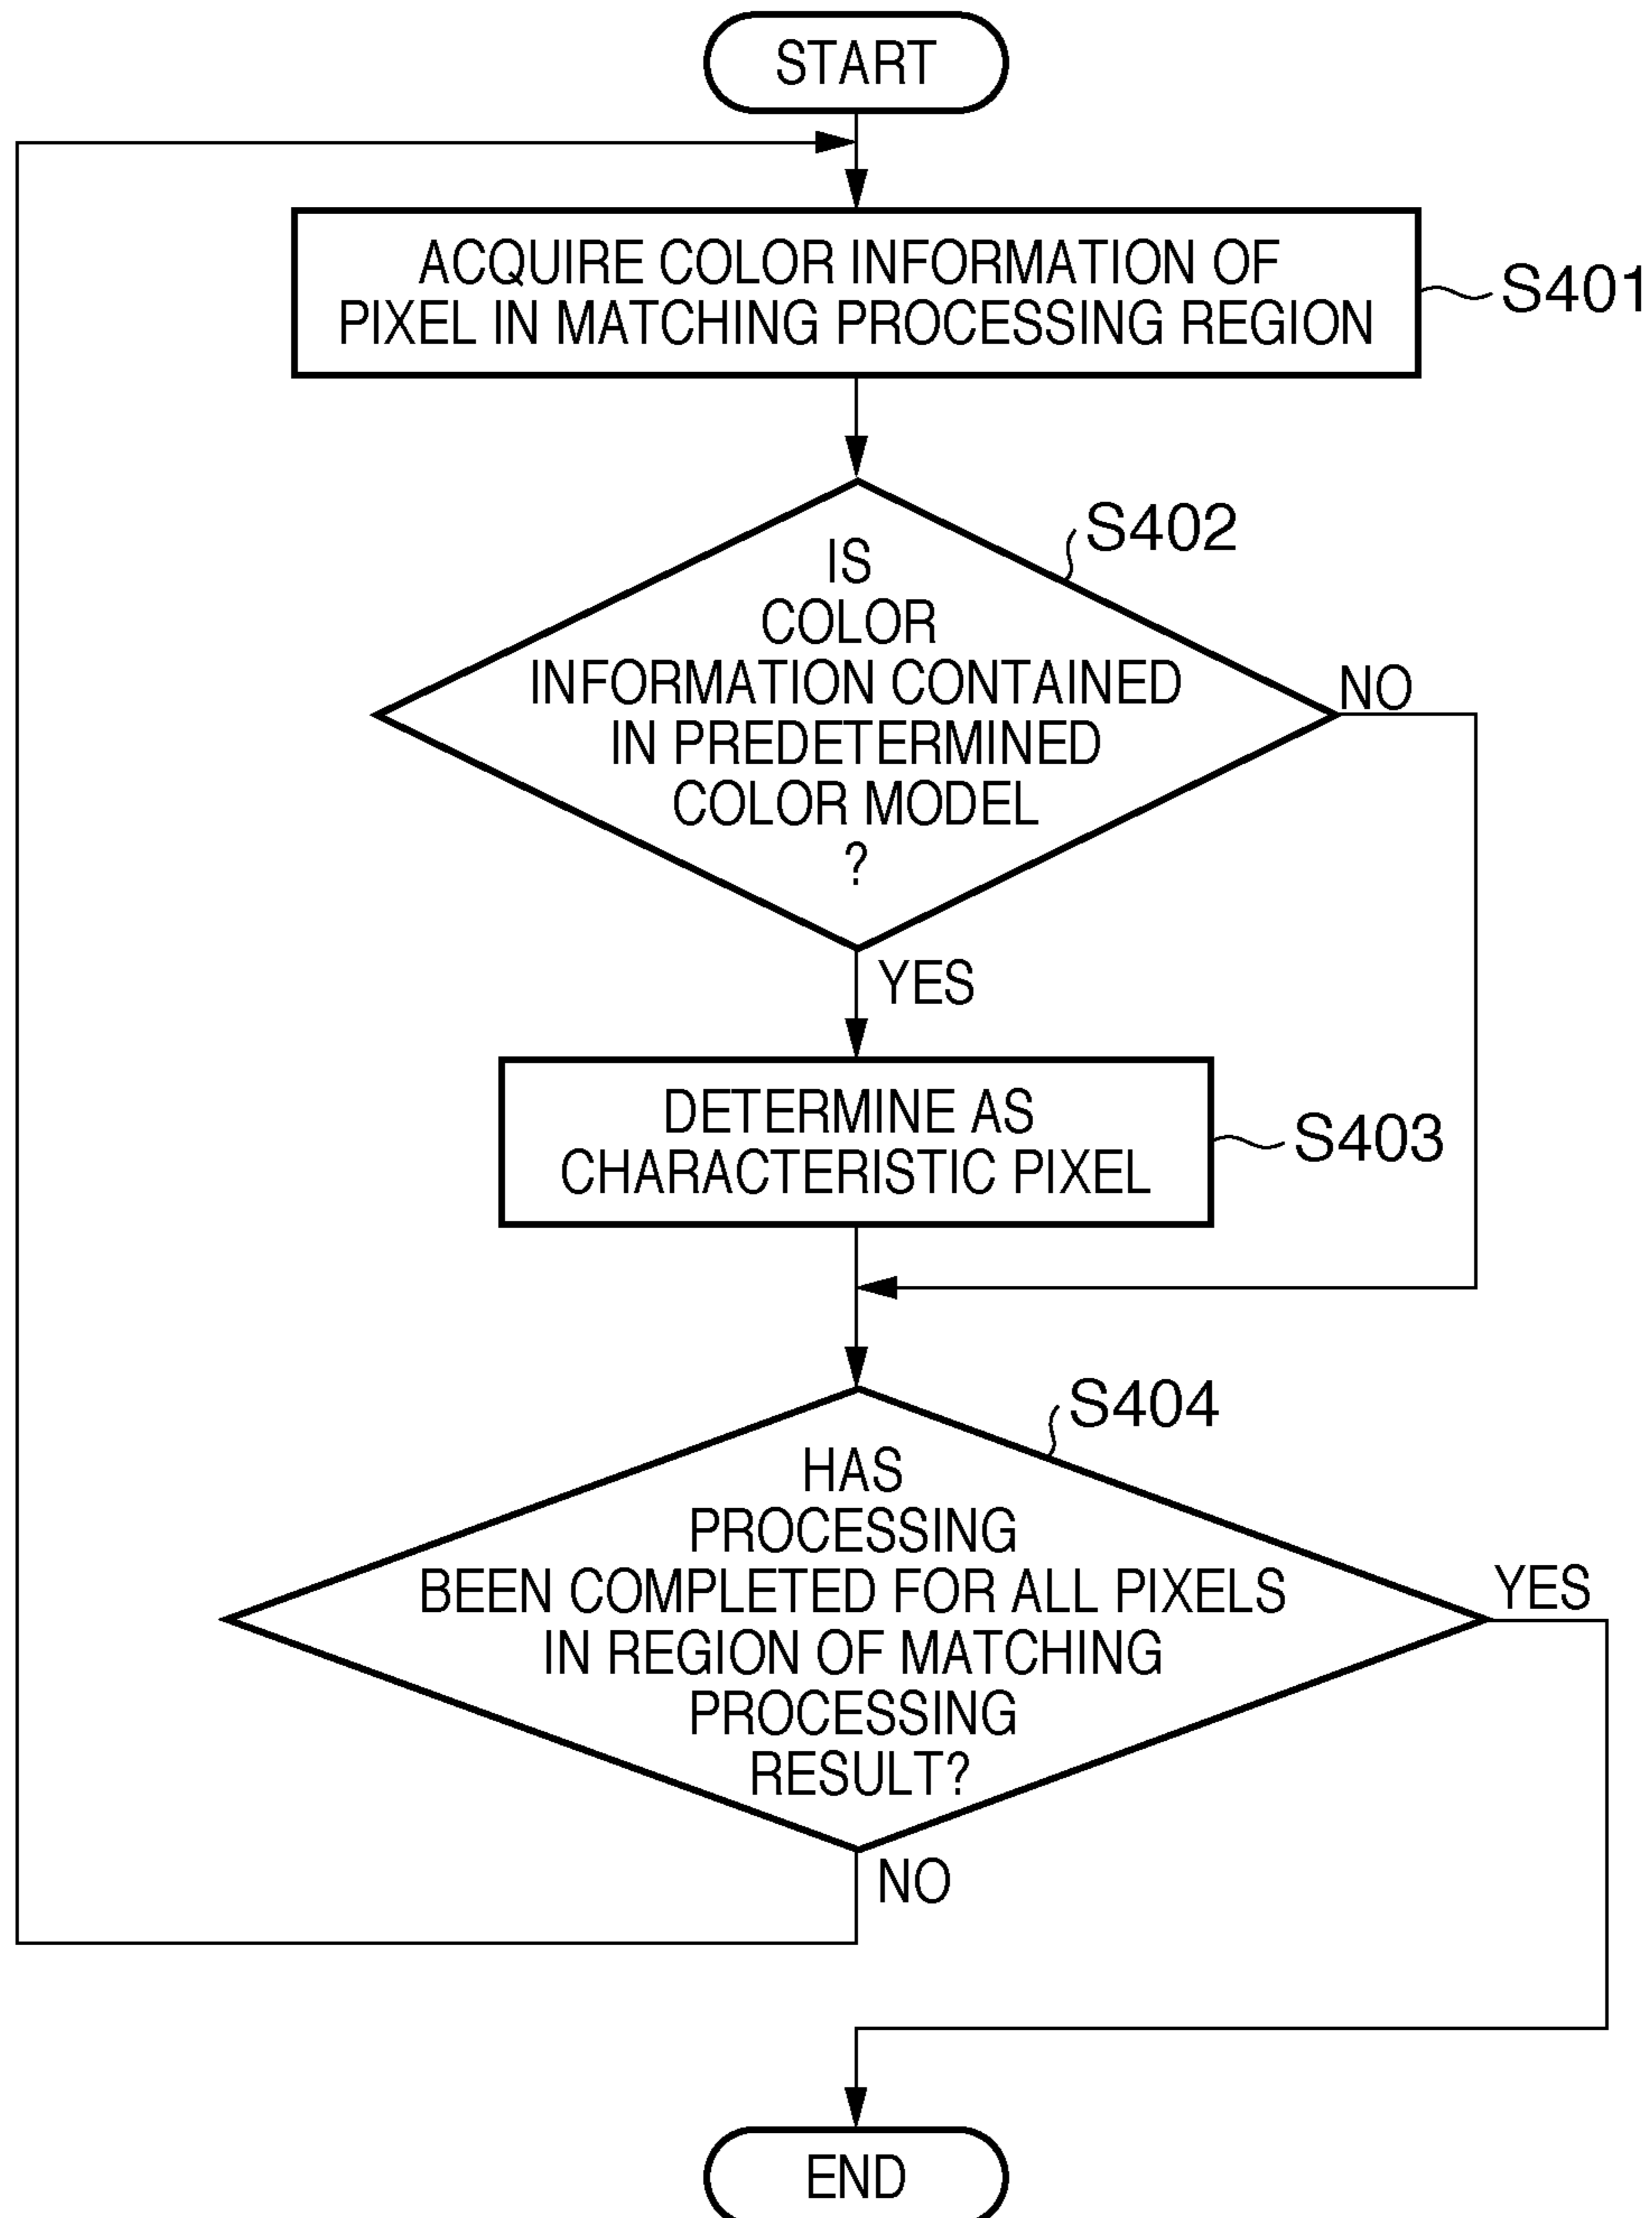 START
ACQUIRE COLOR INFORMATION OF
PIXEL IN MATCHING PROCESSING REGION
S401
S402
IS
COLOR
INFORMATION CONTAINED
IN PREDETERMINED
COLOR MODEL
?
NO
YES
DETERMINE AS
CHARACTERISTIC PIXEL
S403
S404
HAS
PROCESSING
BEEN COMPLETED FOR ALL PIXELS
IN REGION OF MATCHING
PROCESSING
RESULT?
YES
NO
END